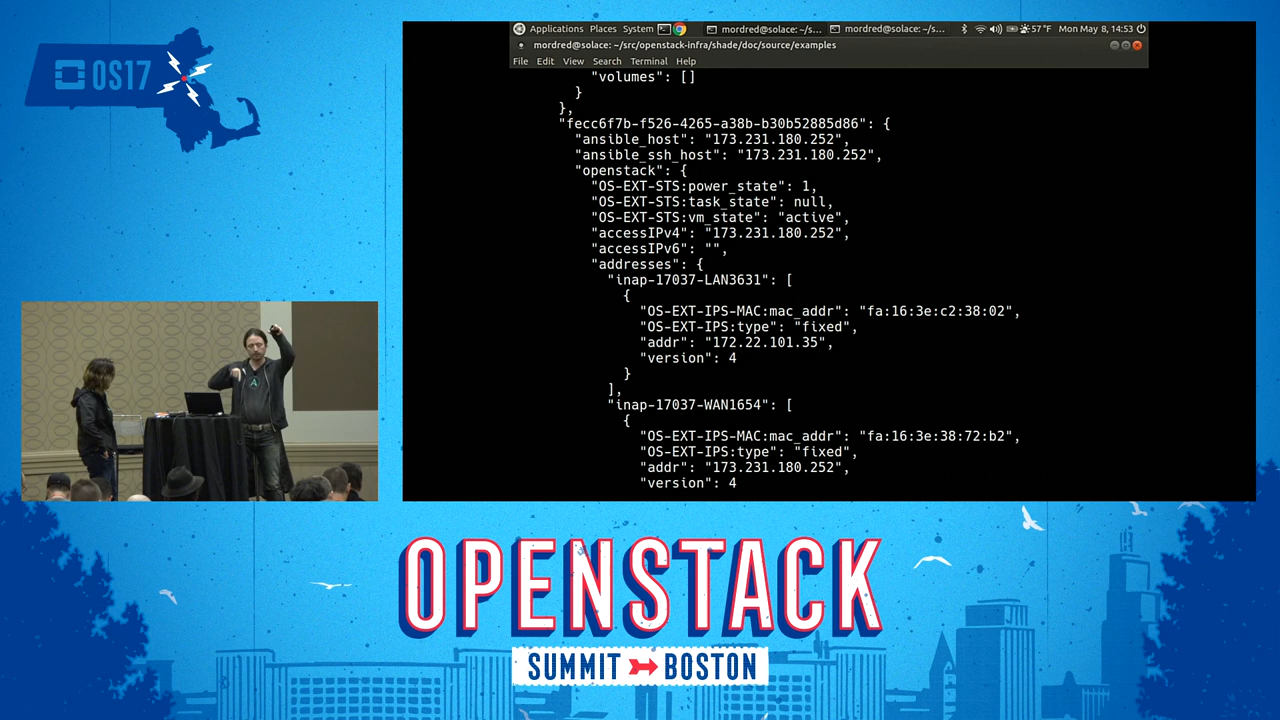 OS17
Applications Places System mordred@solace: ~/s... mordred@solace: ~/s... 57 °F Mon May 8, 14:53
mordred@solace: ~/src/openstack-infra/shade/doc/source/examples
File Edit View Search Terminal Help
"volumes": []
}
},
"fecc6f7b-f526-4265-a38b-b30b52885d86": {
"ansible_host": "173.231.180.252",
"ansible_ssh_host": "173.231.180.252",
"openstack": {
"OS-EXT-STS:power_state": 1,
"OS-EXT-STS:task_state": null,
"OS-EXT-STS:vm_state": "active",
"accessIPv4": "173.231.180.252",
"accessIPv6": "",
"addresses": {
"inap-17037-LAN3631": [
{
"OS-EXT-IPS-MAC:mac_addr": "fa:16:3e:c2:38:02",
"OS-EXT-IPS:type": "fixed",
"addr": "172.22.101.35",
"version": 4
}
],
"inap-17037-WAN1654": [
{
"OS-EXT-IPS-MAC:mac_addr": "fa:16:3e:38:72:b2",
"OS-EXT-IPS:type": "fixed",
"addr": "173.231.180.252",
"version": 4
OPENSTACK
SUMMIT BOSTON